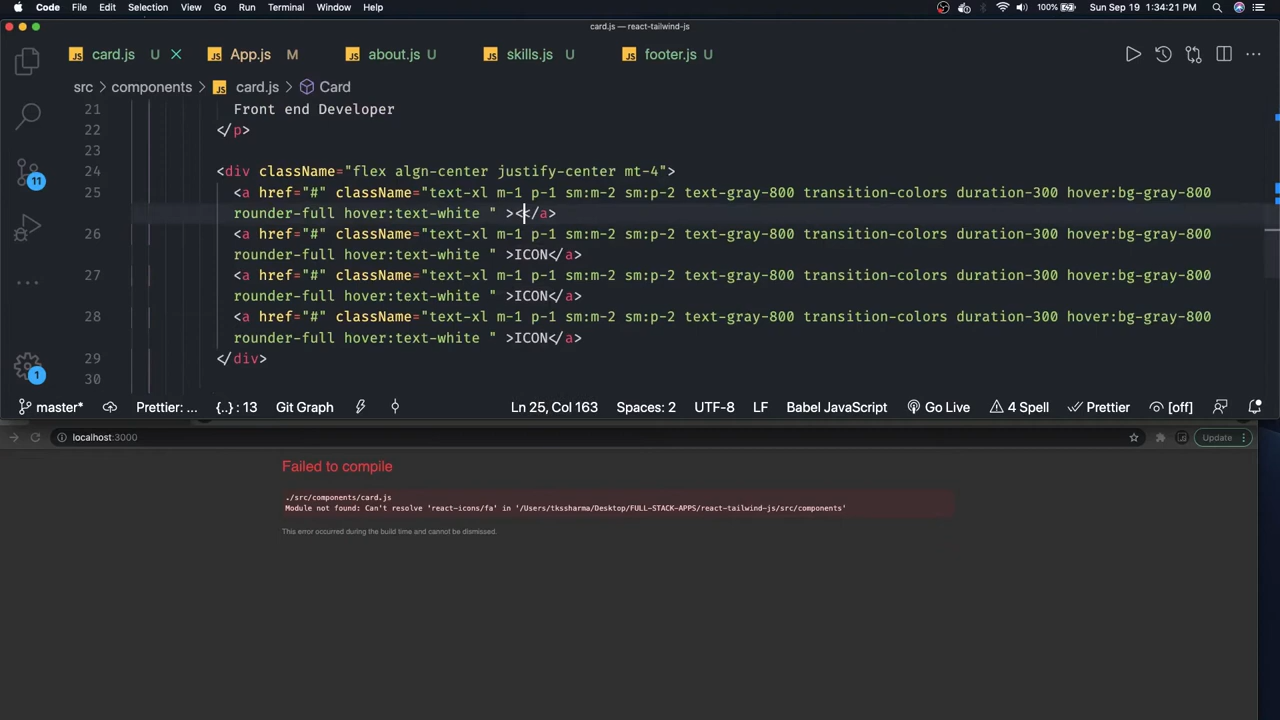 Code File Edit Selection View Go Run Terminal Window Help 100% Sun Sep 19 1:34:21 PM
card.js — react-tailwind-js
card.js U App.js M about.js U skills.js U footer.js U
src > components > card.js > Card
21 Front end Developer
22 </p>
23
24 <div className="flex algn-center justify-center mt-4">
25 <a href="#" className="text-xl m-1 p-1 sm:m-2 sm:p-2 text-gray-800 transition-colors duration-300 hover:bg-gray-800
rounder-full hover:text-white " ><</a>
26 <a href="#" className="text-xl m-1 p-1 sm:m-2 sm:p-2 text-gray-800 transition-colors duration-300 hover:bg-gray-800
rounder-full hover:text-white " >ICON</a>
27 <a href="#" className="text-xl m-1 p-1 sm:m-2 sm:p-2 text-gray-800 transition-colors duration-300 hover:bg-gray-800
rounder-full hover:text-white " >ICON</a>
28 <a href="#" className="text-xl m-1 p-1 sm:m-2 sm:p-2 text-gray-800 transition-colors duration-300 hover:bg-gray-800
rounder-full hover:text-white " >ICON</a>
29 </div>
30
11
1
master* Prettier: ... {..} : 13 Git Graph Ln 25, Col 163 Spaces: 2 UTF-8 LF Babel JavaScript Go Live 4 Spell Prettier [off]
localhost:3000 Update
Failed to compile
./src/components/card.js
Module not found: Can't resolve 'react-icons/fa' in '/Users/tkssharma/Desktop/FULL-STACK-APPS/react-tailwind-js/src/components'
This error occurred during the build time and cannot be dismissed.